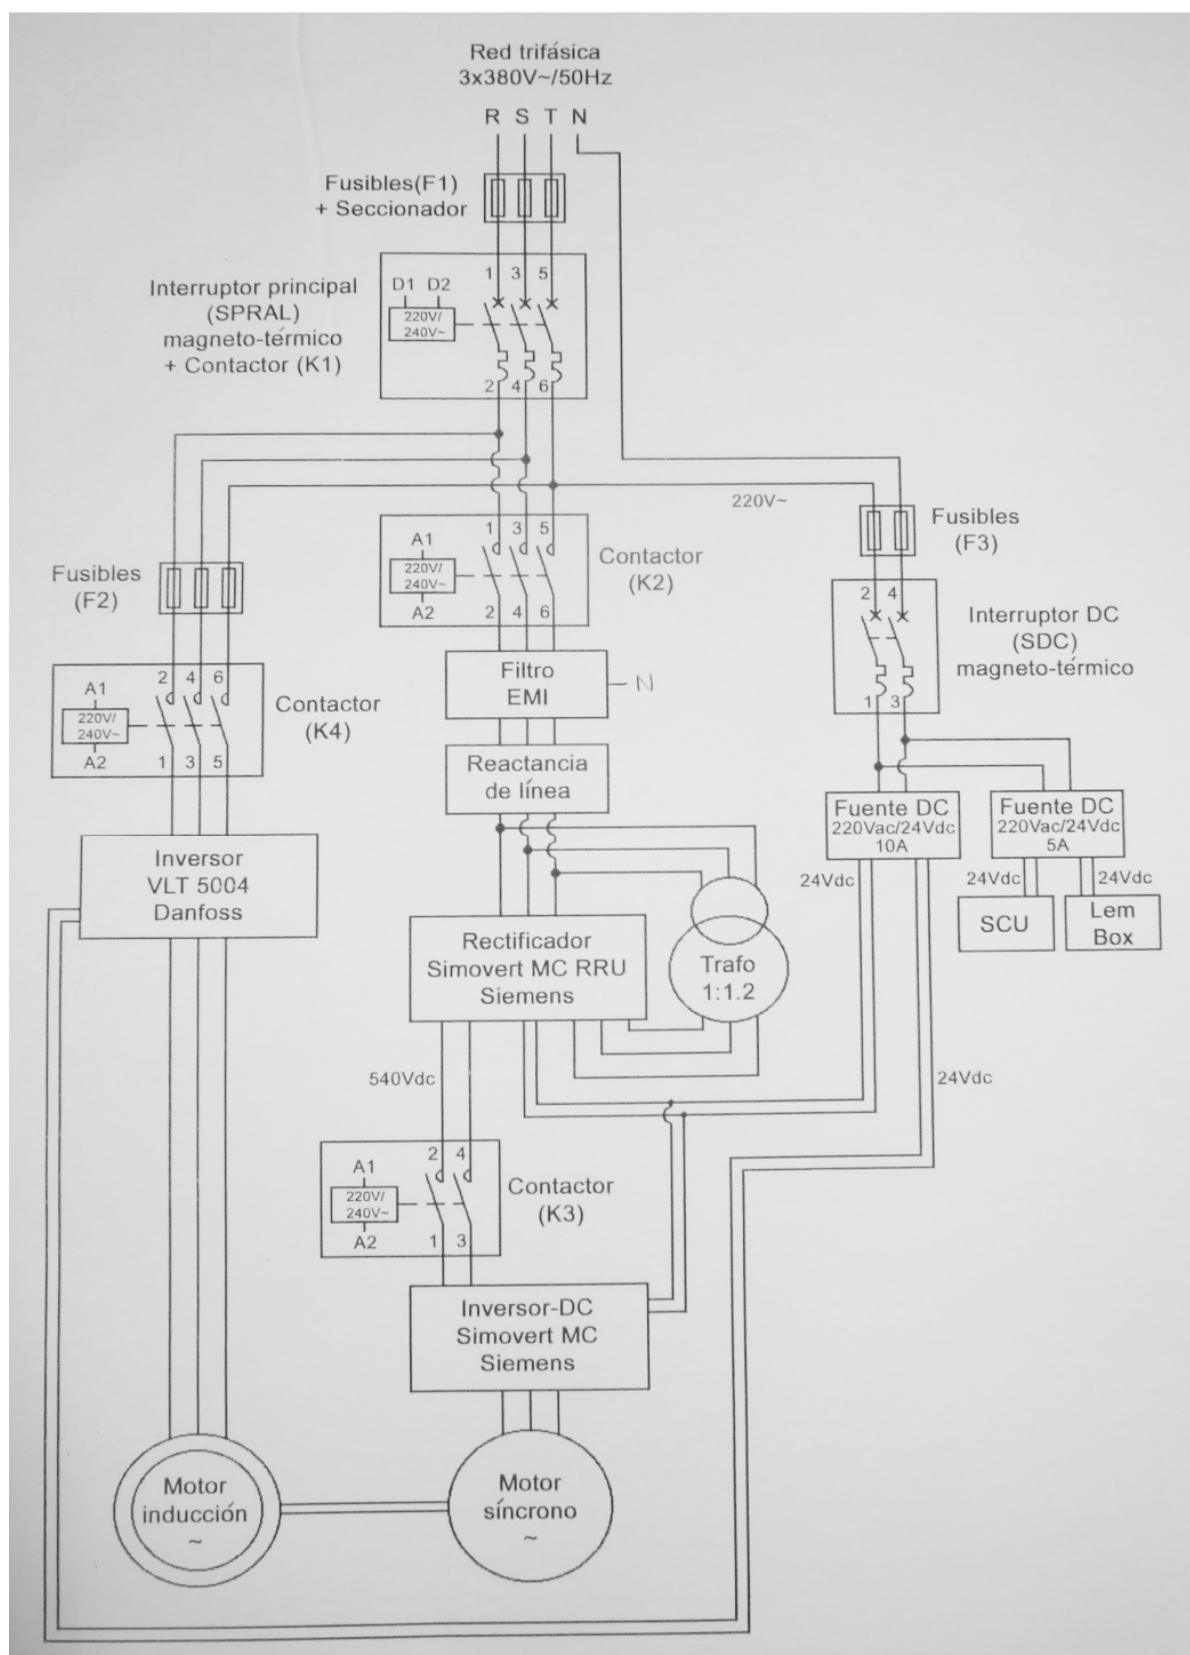 Red trifásica
3x380V~/50Hz
R S T N
Fusibles(F1)
+ Seccionador
Interruptor principal
(SPRAL)
magneto-térmico
+ Contactor (K1)
D1 D2
220V/
240V~
1 3 5
2 4 6
220V~
Fusibles
(F3)
Contactor
(K2)
A1
220V/
240V~
A2
1 3 5
2 4 6
Fusibles
(F2)
2 4
Interruptor DC
(SDC)
magneto-térmico
1 3
Filtro
EMI
N
Contactor
(K4)
A1
220V/
240V~
A2
2 4 6
1 3 5
Reactancia
de línea
Fuente DC
220Vac/24Vdc
10A
Fuente DC
220Vac/24Vdc
5A
Inversor
VLT 5004
Danfoss
24Vdc
24Vdc
24Vdc
SCU
Lem
Box
Rectificador
Simovert MC RRU
Siemens
Trafo
1:1.2
540Vdc
24Vdc
Contactor
(K3)
A1
220V/
240V~
A2
2 4
1 3
Inversor-DC
Simovert MC
Siemens
Motor
inducción
~
Motor
síncrono
~